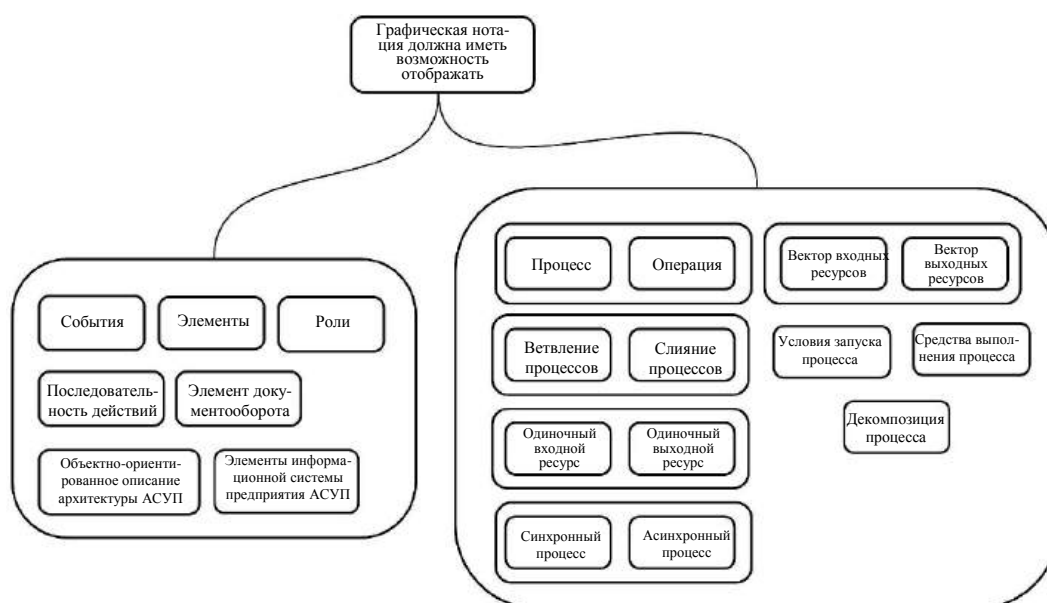 Графическая нота-
ция должна иметь
возможность
отображать
События
Элементы
Роли
Последователь-
ность действий
Элемент доку-
ментооборота
Объектно-ориенти-
рованное описание
архитектуры АСУП
Элементы информа-
ционной системы
предприятия АСУП
Процесс
Операция
Вектор входных
ресурсов
Вектор
выходных
ресурсов
Ветвление
процессов
Слияние
процессов
Условия запуска
процесса
Средства выпол-
нения процесса
Одиночный
входной
ресурс
Одиночный
выходной
ресурс
Декомпозиция
процесса
Синхронный
процесс
Асинхронный
процесс